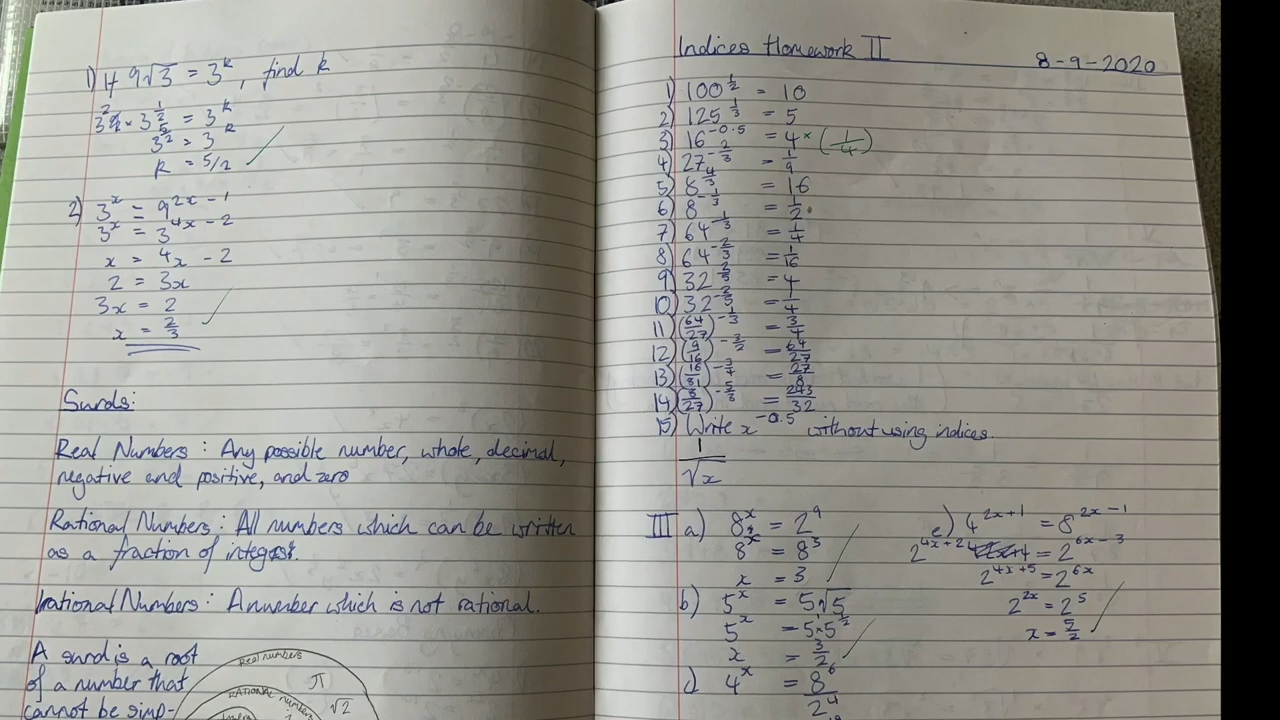 1) If 9√3 = 3^k, find k
3^2 × 3^½ = 3^k
3^5/2 = 3^k
k = 5/2
2) 3^x = 9^2x - 1
3^x = 3^4x - 2
x = 4x - 2
2 = 3x
3x = 2
x = 2/3
Surds:
Real Numbers: Any possible number, whole, decimal,
negative and positive, and zero
Rational Numbers: All numbers which can be written
as a fraction of integers.
Irrational Numbers: A number which is not rational.
A surd is a root
of a number that
cannot be simp-
Real numbers
π
√2
RATIONAL numbers
Indices Homework II
8-9-2020
1) 100^½ = 10
2) 125^⅓ = 5
3) 16^-0.5 = 4 × (1/4)
4) 27^-2/3 = 1/9
5) 8^4/3 = 16
6) 8^-1/3 = 1/2
7) 64^-1/3 = 1/4
8) 64^-2/3 = 1/16
9) 32^2/5 = 4
10) 32^-2/5 = 1/4
11) (64/27)^-1/3 = 3/4
12) (9/16)^-3/2 = 64/27
13) (16/81)^-3/4 = 27/8
14) (8/27)^-5/3 = 243/32
15) Write x^-0.5 without using indices.
1/√x
III a) 8^x = 2^9
8^x = 8^3
x = 3
b) 5^x = 5√5
5^x = 5×5^½
x = 3/2
c) 4^x = 8^6/2^4
e) 4^2x+1 = 8^2x-1
2^4x+2 = 2^6x-3
2^4x+5 = 2^6x
2^2x = 2^5
x = 5/2